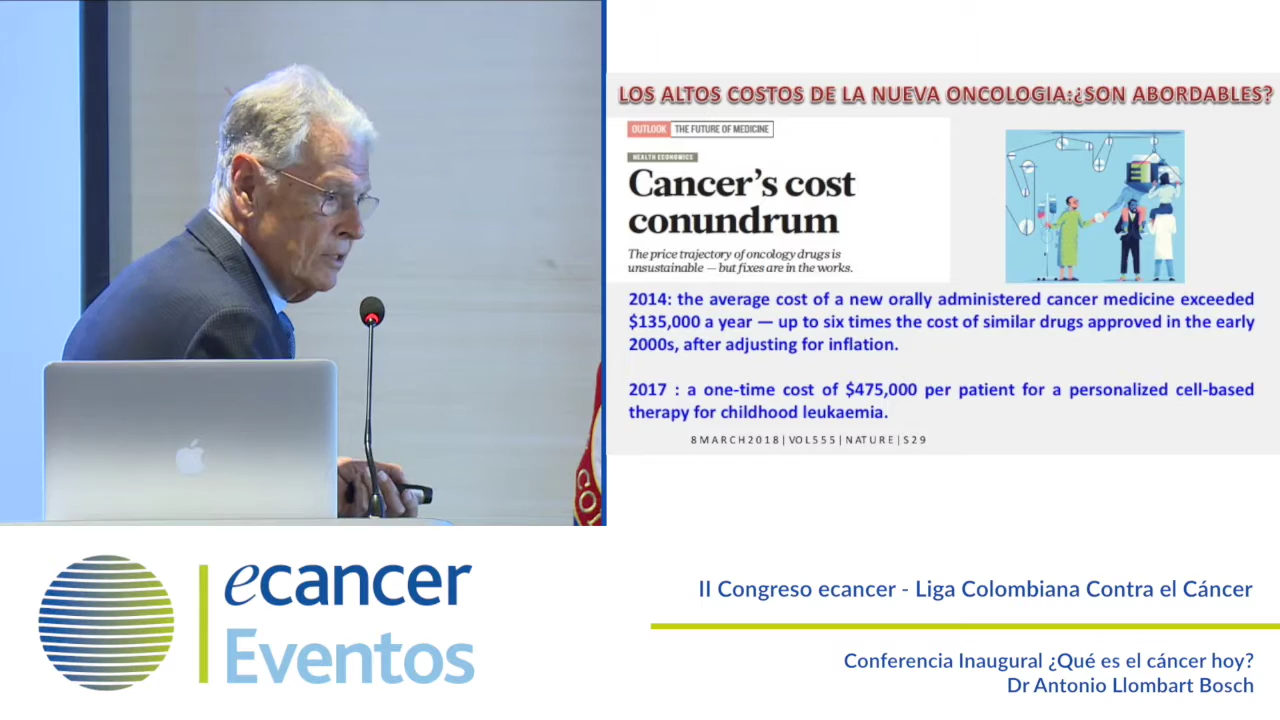 LOS ALTOS COSTOS DE LA NUEVA ONCOLOGIA:¿SON ABORDABLES?
OUTLOOK THE FUTURE OF MEDICINE
HEALTH ECONOMICS
Cancer's cost
conundrum
The price trajectory of oncology drugs is
unsustainable — but fixes are in the works.
2014: the average cost of a new orally administered cancer medicine exceeded
$135,000 a year — up to six times the cost of similar drugs approved in the early
2000s, after adjusting for inflation.
2017 : a one-time cost of $475,000 per patient for a personalized cell-based
therapy for childhood leukaemia.
8 MARCH 2018 | VOL 555 | NATURE | S29
ecancer
Eventos
II Congreso ecancer - Liga Colombiana Contra el Cáncer
Conferencia Inaugural ¿Qué es el cáncer hoy?
Dr Antonio Llombart Bosch